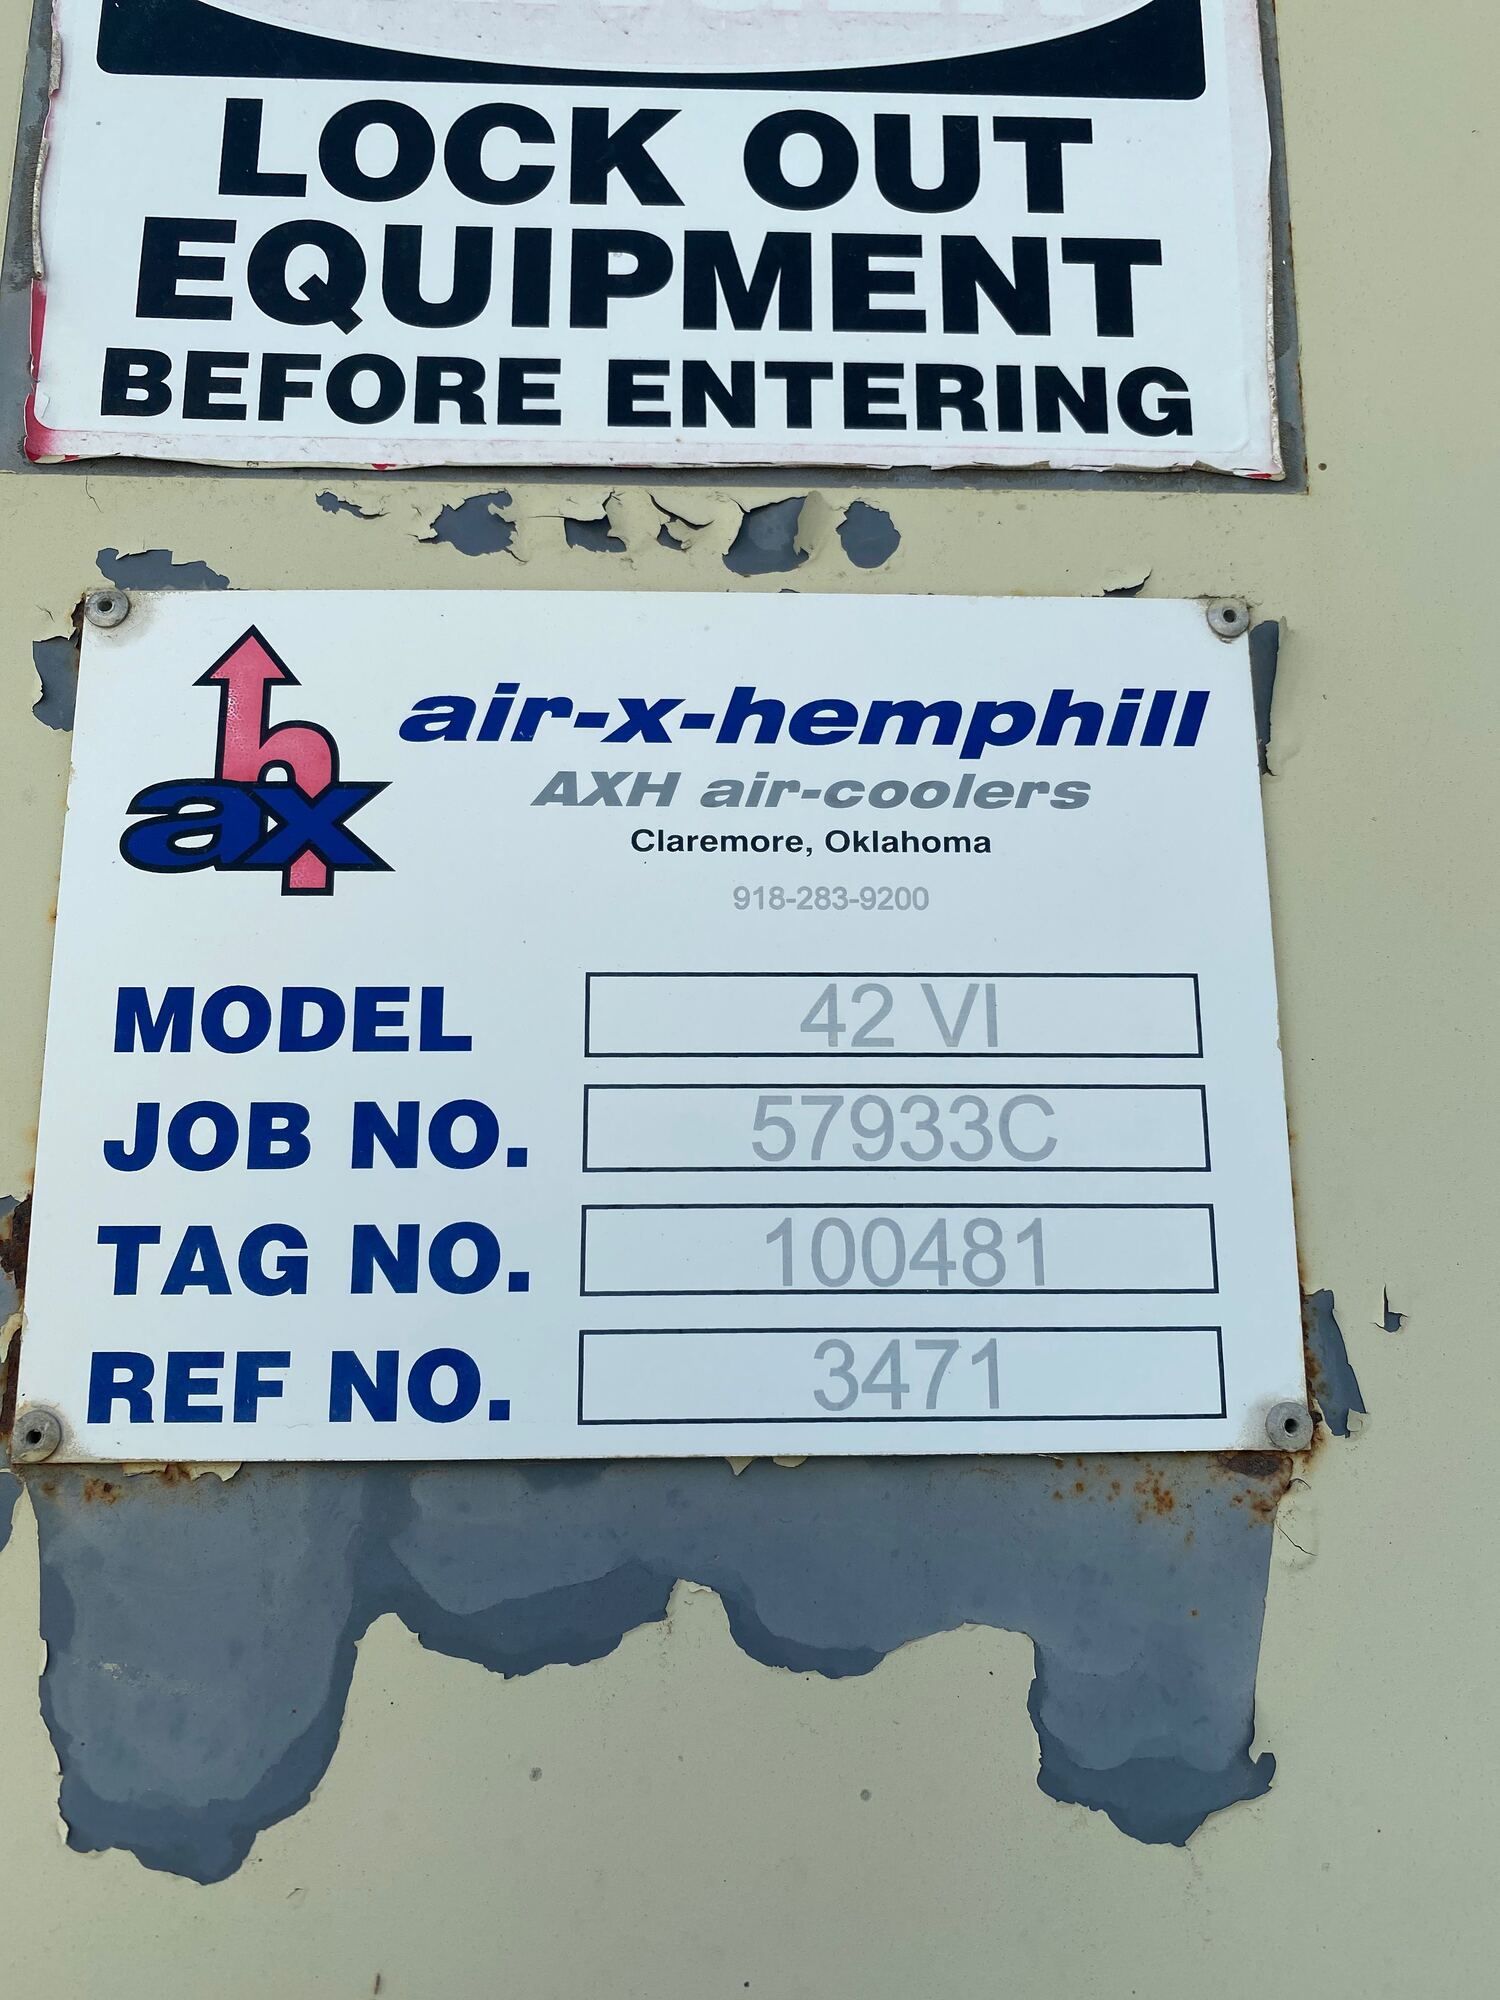 LOCK OUT
EQUIPMENT
BEFORE ENTERING
axh
air-x-hemphill
AXH air-coolers
Claremore, Oklahoma
918-283-9200
MODEL 42 VI
JOB NO. 57933C
TAG NO. 100481
REF NO. 3471